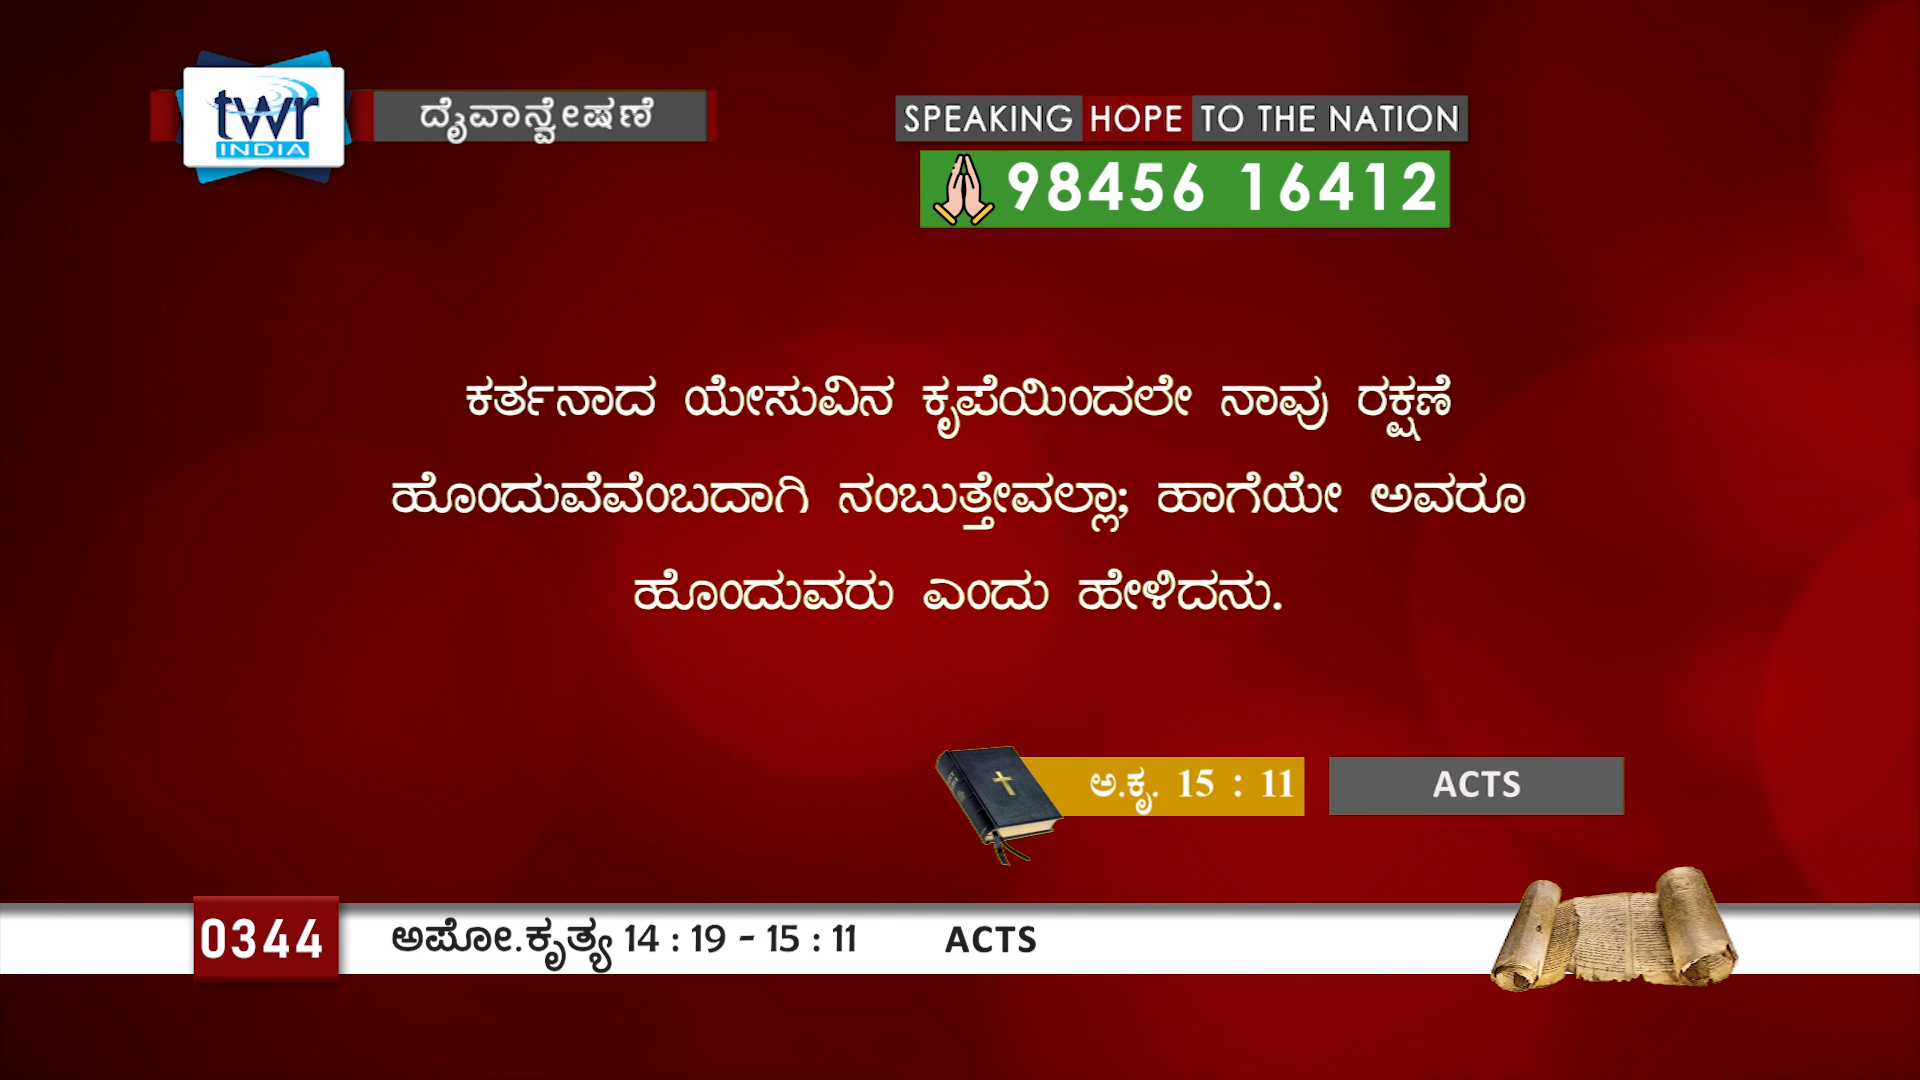 twr
INDIA
ದೈವಾನ್ವೇಷಣೆ
SPEAKING HOPE TO THE NATION
98456 16412
ಕರ್ತನಾದ ಯೇಸುವಿನ ಕೃಪೆಯಿಂದಲೇ ನಾವು ರಕ್ಷಣೆ
ಹೊಂದುವೆವೆಂಬದಾಗಿ ನಂಬುತ್ತೇವಲ್ಲಾ; ಹಾಗೆಯೇ ಅವರೂ
ಹೊಂದುವರು ಎಂದು ಹೇಳಿದನು.
ಅ.ಕೃ. 15 : 11
ACTS
0344
ಅಪೋ.ಕೃತ್ಯ 14 : 19 - 15 : 11
ACTS